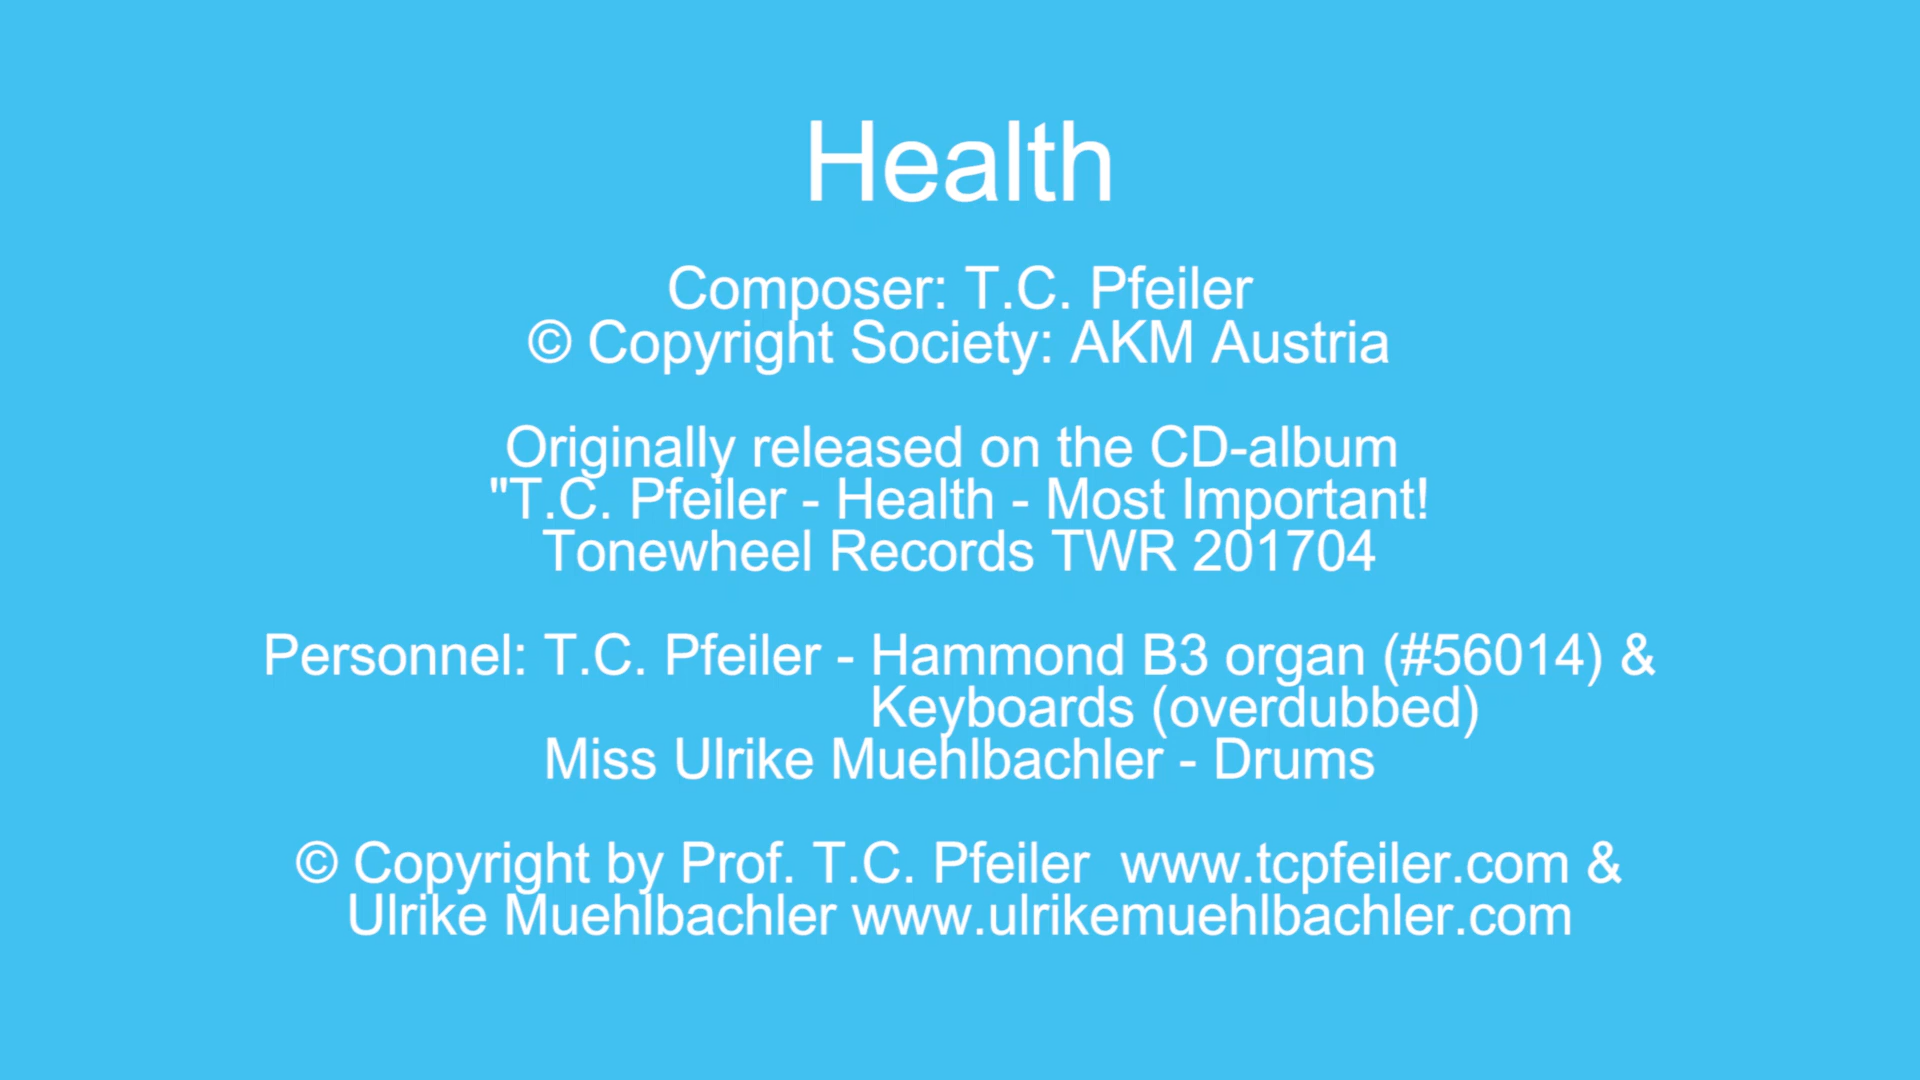 Health
Composer: T.C. Pfeiler
© Copyright Society: AKM Austria
Originally released on the CD-album
"T.C. Pfeiler - Health - Most Important!
Tonewheel Records TWR 201704
Personnel: T.C. Pfeiler - Hammond B3 organ (#56014) &
Keyboards (overdubbed)
Miss Ulrike Muehlbachler - Drums
© Copyright by Prof. T.C. Pfeiler  www.tcpfeiler.com &
Ulrike Muehlbachler www.ulrikemuehlbachler.com